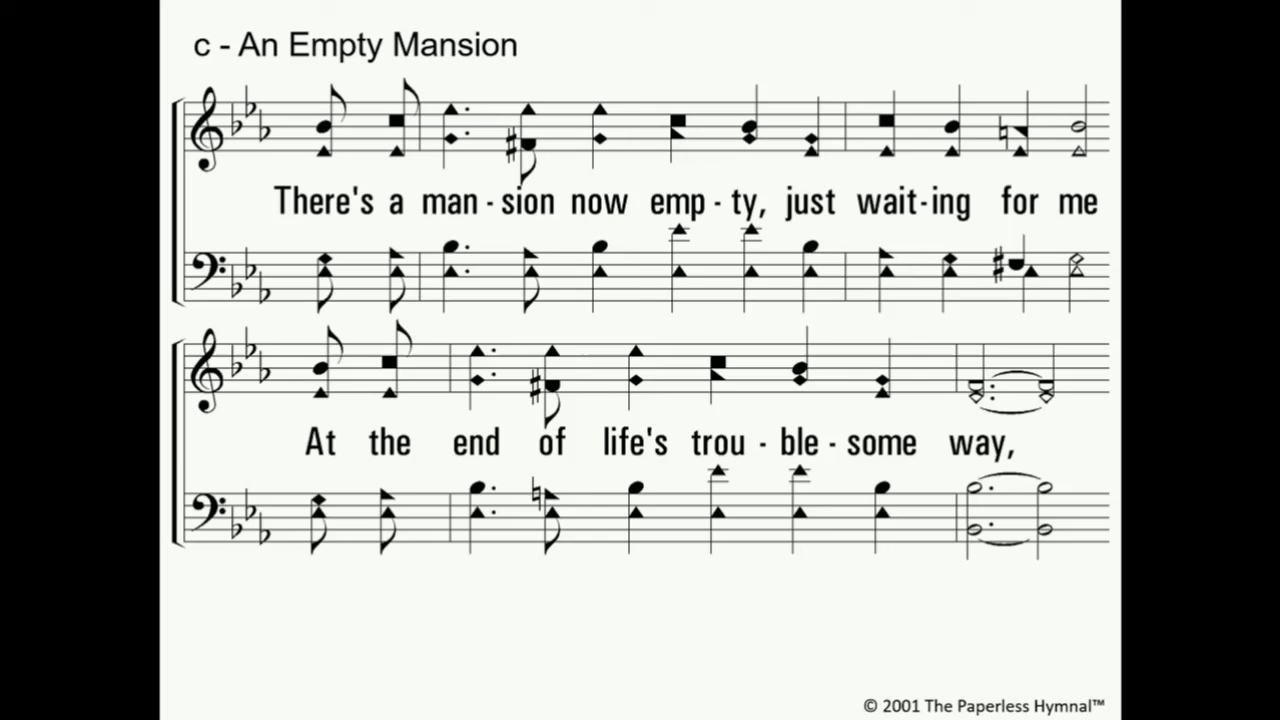 c - An Empty Mansion
There's a man - sion now emp - ty, just wait - ing for me
At the end of life's trou - ble - some way,
© 2001 The Paperless Hymnal™